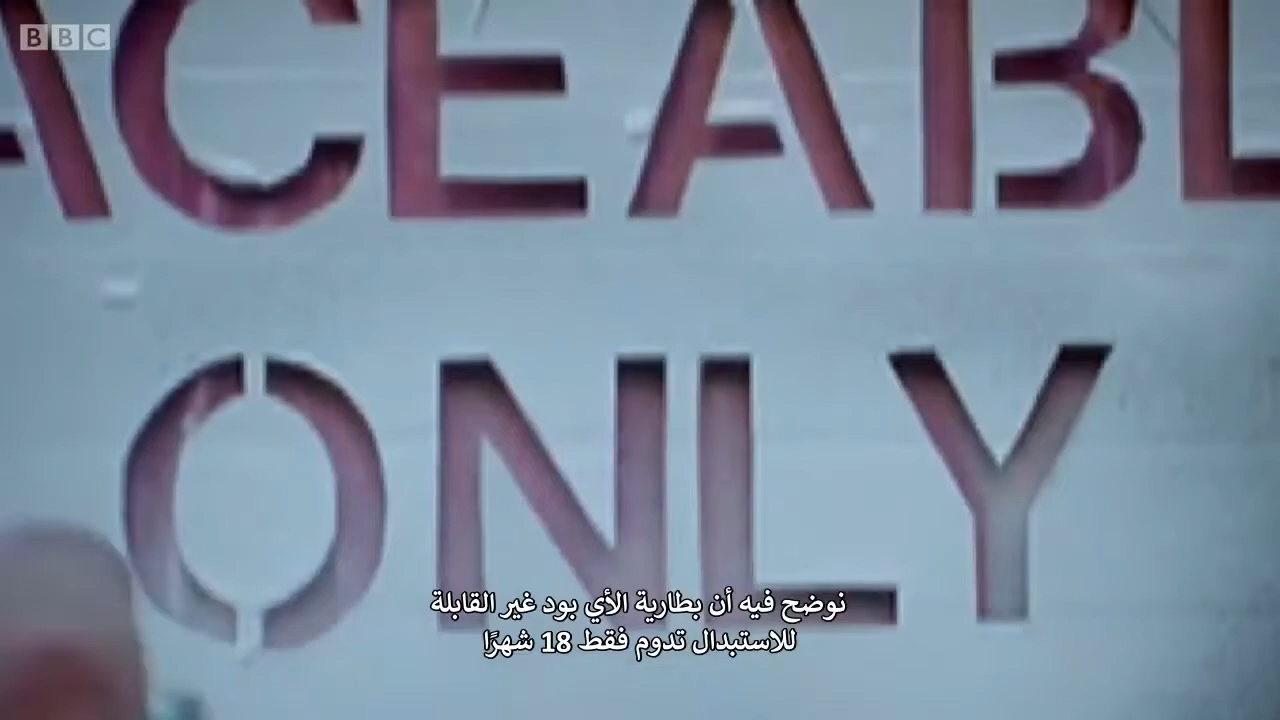 BBC
ACEABL
ONLY
نوضح فيه أن بطارية الأي بود غير القابلة
للاستبدال تدوم فقط 18 شهرًا